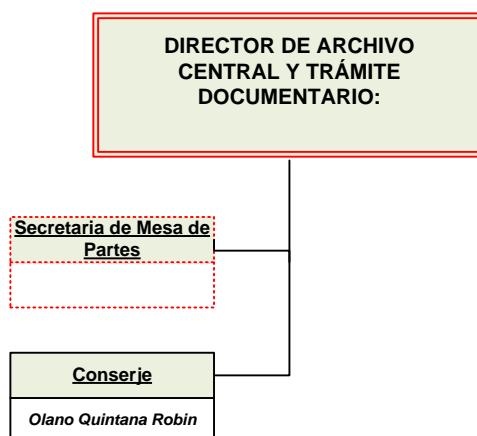 DIRECTOR DE ARCHIVO
CENTRAL Y TRÁMITE
DOCUMENTARIO:
Secretaria de Mesa de
Partes
Conserje
Olano Quintana Robin